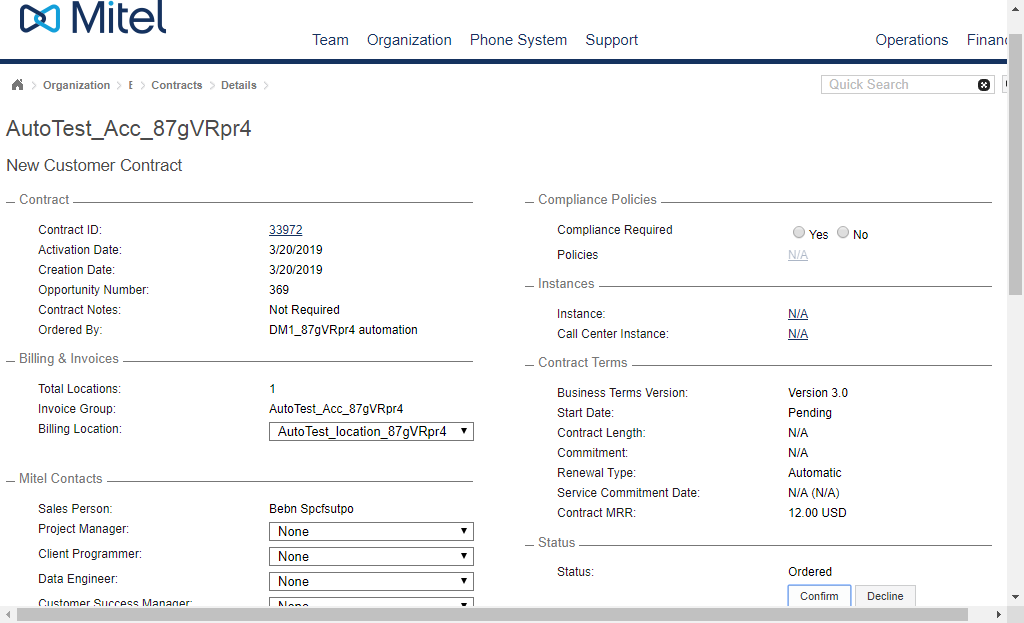 Mitel
Team Organization Phone System Support Operations
Organization Contracts Details
Quick Search
AutoTest_Acc_87gVRpr4
New Customer Contract
Contract
Contract ID: 33972
Activation Date: 3/20/2019
Creation Date: 3/20/2019
Opportunity Number: 369
Contract Notes: Not Required
Ordered By: DM1_87gVRpr4 automation
Billing & Invoices
Total Locations: 1
Invoice Group: AutoTest_Acc_87gVRpr4
Billing Location: AutoTest_location_87gVRpr4
Mitel Contacts
Sales Person: Bebn Spcfsutpo
Project Manager: None
Client Programmer: None
Data Engineer: None
Customer Success Manager: None
Compliance Policies
Compliance Required Yes No
Policies N/A
Instances
Instance: N/A
Call Center Instance: N/A
Contract Terms
Business Terms Version: Version 3.0
Start Date: Pending
Contract Length: N/A
Commitment: N/A
Renewal Type: Automatic
Service Commitment Date: N/A (N/A)
Contract MRR: 12.00 USD
Status
Status: Ordered
Confirm Decline